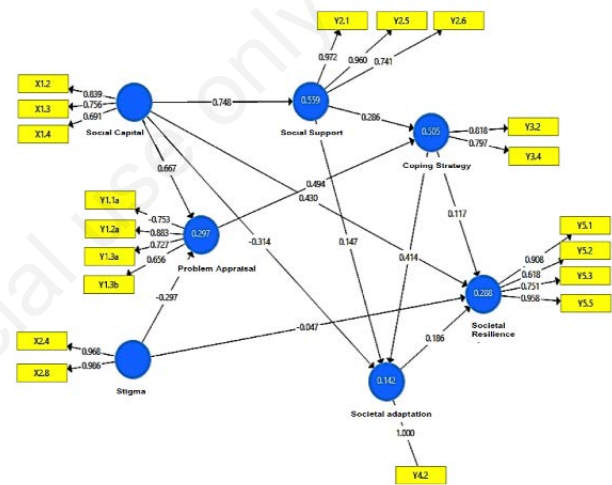 Y2.1
Y2.5
Y2.6
0.972
0.960
0.741
X1.2
X1.3
X1.4
0.839
0.756
0.691
Social Capital
0.748
0.559
Social Support
0.286
0.505
Coping Strategy
0.818
0.797
Y3.2
Y3.4
0.667
0.494
0.430
0.117
Y1.1a
Y1.2a
Y1.3a
Y1.3b
-0.753
0.883
0.727
0.656
0.297
Problem Appraisal
-0.314
0.147
0.414
Y5.1
Y5.2
Y5.3
Y5.5
0.908
0.618
0.751
0.958
0.288
Societal
Resilience
-0.297
-0.047
X2.4
X2.8
0.968
0.986
Stigma
0.186
0.142
Societal adaptation
1.000
Y4.2
cial use only